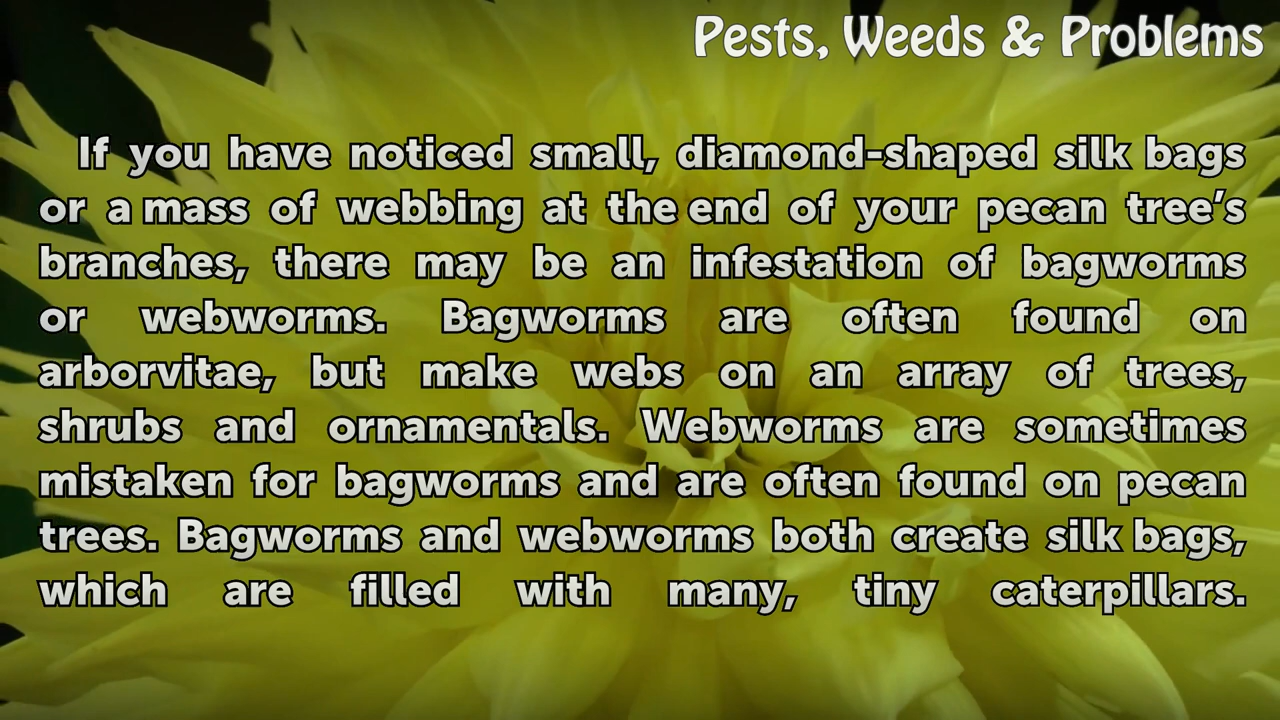 Pests, Weeds & Problems
If you have noticed small, diamond-shaped silk bags
or a mass of webbing at the end of your pecan tree’s
branches, there may be an infestation of bagworms
or webworms. Bagworms are often found on
arborvitae, but make webs on an array of trees,
shrubs and ornamentals. Webworms are sometimes
mistaken for bagworms and are often found on pecan
trees. Bagworms and webworms both create silk bags,
which are filled with many, tiny caterpillars.